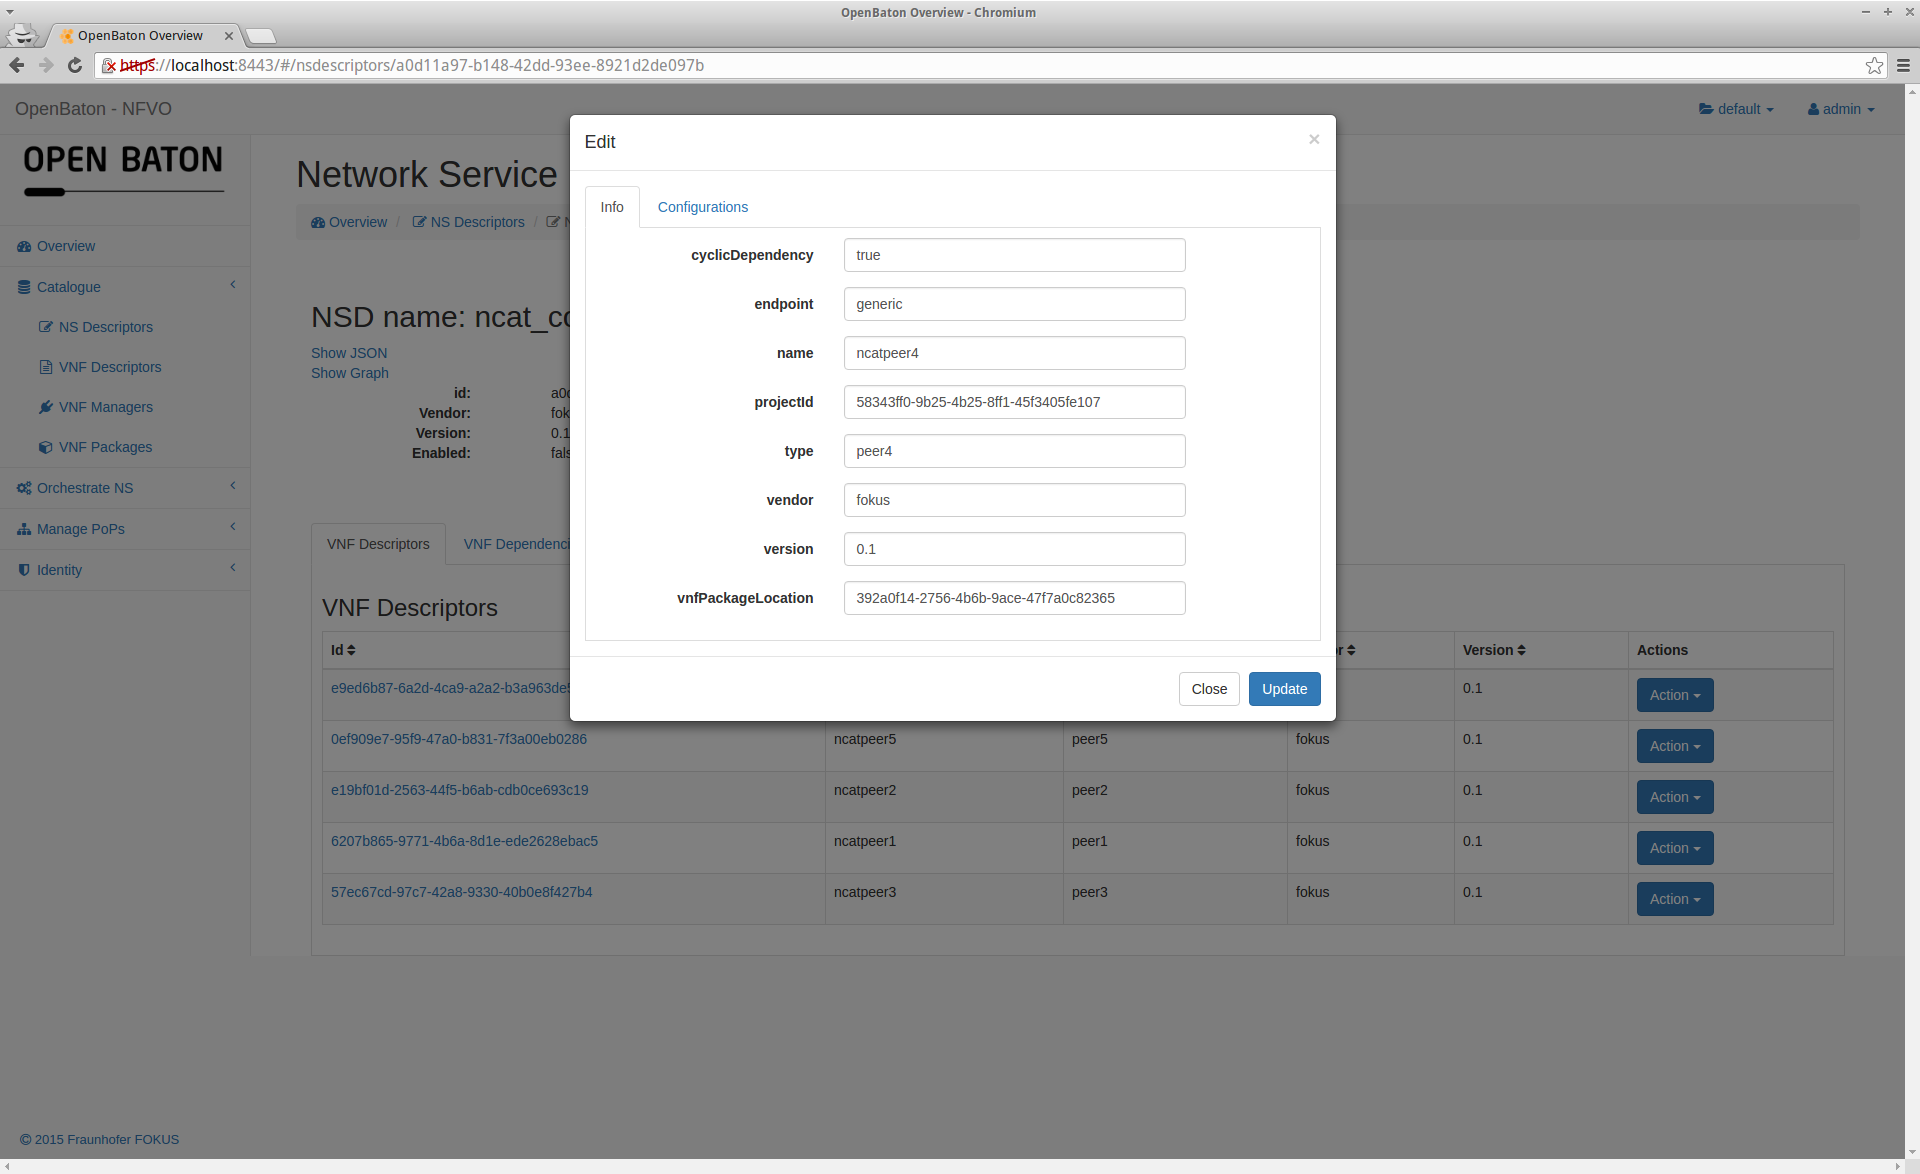 OpenBaton Overview - Chromium
OpenBaton Overview
https://localhost:8443/#/nsdescriptors/a0d11a97-b148-42dd-93ee-8921d2de097b
OpenBaton - NFVO
default
admin
OPEN BATON
Overview
Catalogue
NS Descriptors
VNF Descriptors
VNF Managers
VNF Packages
Orchestrate NS
Manage PoPs
Identity
Network Service
Overview / NS Descriptors /
NSD name: ncat_co
Show JSON
Show Graph
id: a0
Vendor: fok
Version: 0.1
Enabled: fals
VNF Descriptors VNF Dependenci
VNF Descriptors
Id r Version Actions
e9ed6b87-6a2d-4ca9-a2a2-b3a963de 0.1 Action
0ef909e7-95f9-47a0-b831-7f3a00eb0286 ncatpeer5 peer5 fokus 0.1 Action
e19bf01d-2563-44f5-b6ab-cdb0ce693c19 ncatpeer2 peer2 fokus 0.1 Action
6207b865-9771-4b6a-8d1e-ede2628ebac5 ncatpeer1 peer1 fokus 0.1 Action
57ec67cd-97c7-42a8-9330-40b0e8f427b4 ncatpeer3 peer3 fokus 0.1 Action
Edit ×
Info Configurations
cyclicDependency true
endpoint generic
name ncatpeer4
projectId 58343ff0-9b25-4b25-8ff1-45f3405fe107
type peer4
vendor fokus
version 0.1
vnfPackageLocation 392a0f14-2756-4b6b-9ace-47f7a0c82365
Close Update
© 2015 Fraunhofer FOKUS